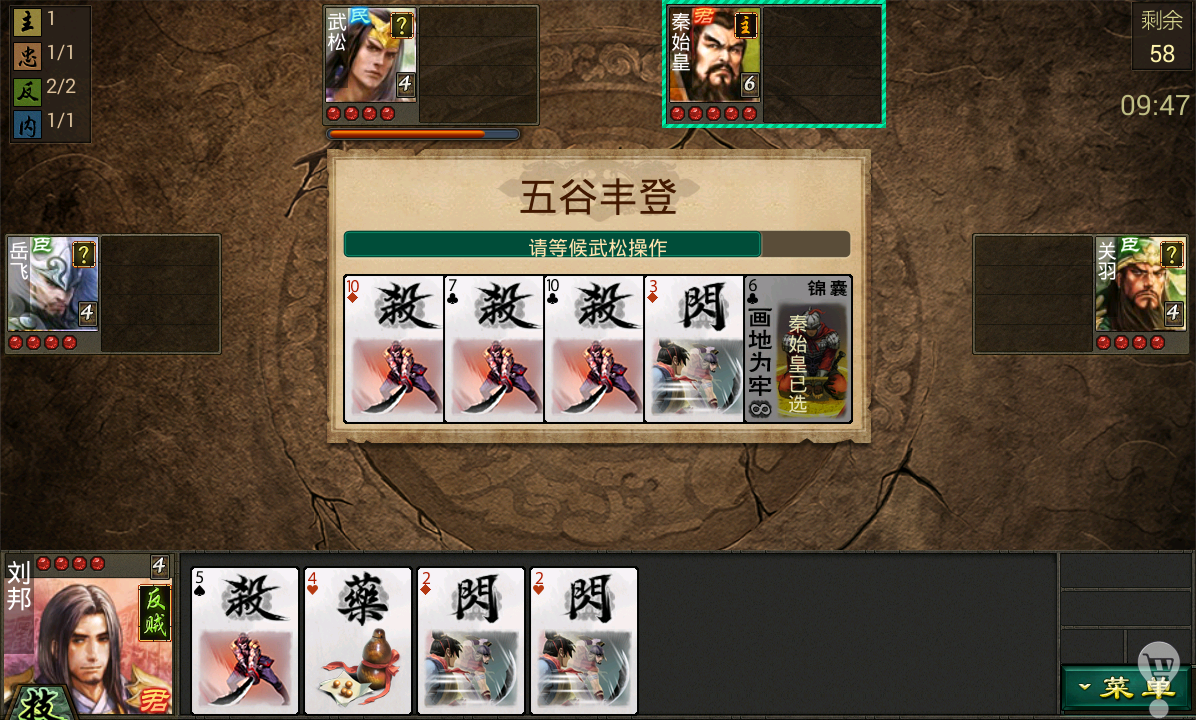 主 1
忠 1/1
反 2/2
内 1/1
武松
民
?
4
秦始皇
君
主
6
剩余
58
09:47
五谷丰登
请等候武松操作
10
殺
7
殺
10
殺
3
閃
6
锦囊
画地为牢
秦始皇已选
岳飞
臣
?
4
关羽
臣
?
4
刘邦
4
反贼
君
技
5
殺
4
藥
2
閃
2
閃
菜单